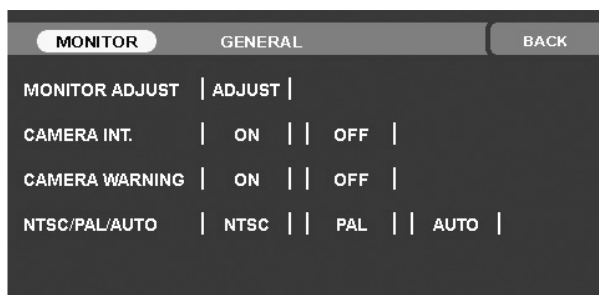 MONITOR GENERAL BACK
MONITOR ADJUST | ADJUST |
CAMERA INT. | ON | | OFF |
CAMERA WARNING | ON | | OFF |
NTSC/PAL/AUTO | NTSC | | PAL | | AUTO |